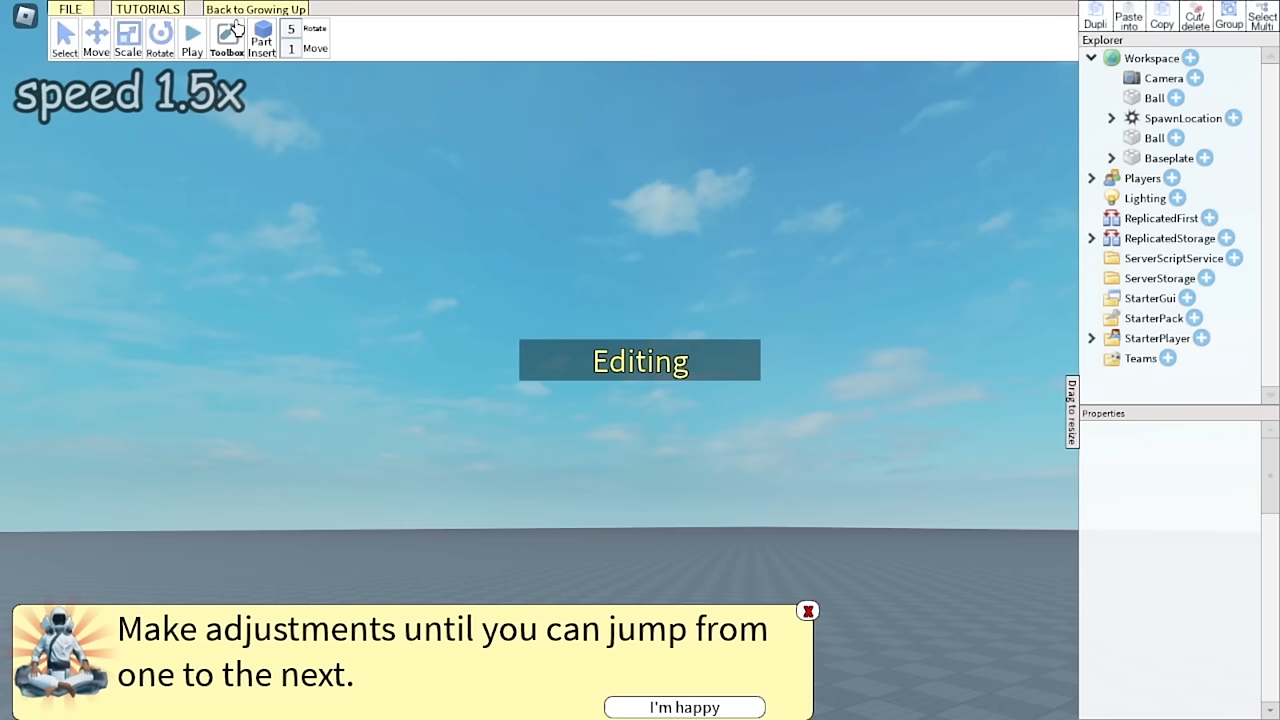 FILE
TUTORIALS
Back to Growing Up
Select
Move
Scale
Rotate
Play
Toolbox
Part
Insert
5
Rotate
1
Move
Dupli
Paste
into
Copy
Cut/
delete
Group
Select
Multi
speed 1.5x
Explorer
Workspace
Camera
Ball
SpawnLocation
Ball
Baseplate
Players
Lighting
ReplicatedFirst
ReplicatedStorage
ServerScriptService
ServerStorage
StarterGui
StarterPack
StarterPlayer
Teams
Editing
Drag to resize
Properties
Make adjustments until you can jump from
one to the next.
X
I'm happy